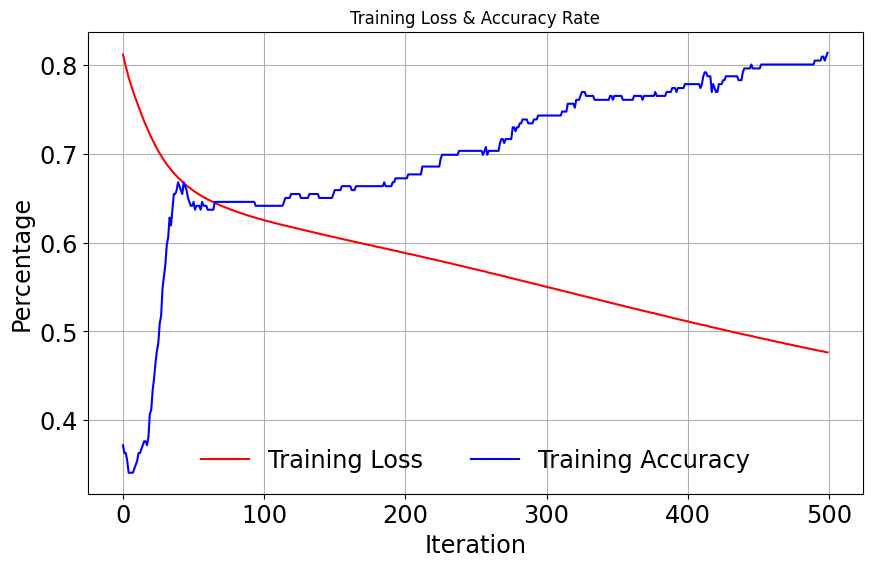 Training Loss & Accuracy Rate
Percentage
0.8
0.7
0.6
0.5
0.4
Training Loss
Training Accuracy
0
100
200
300
400
500
Iteration